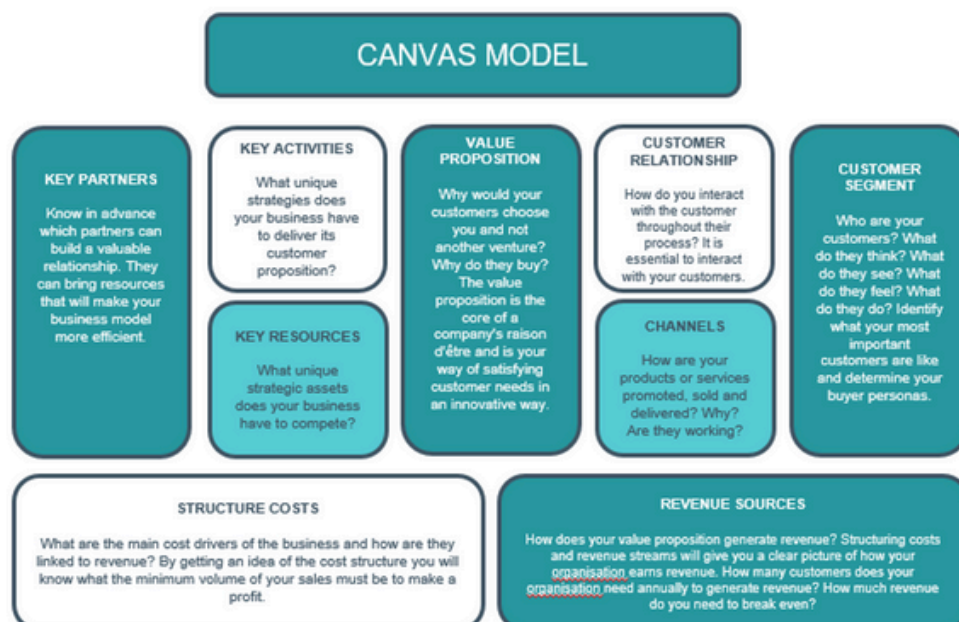 CANVAS MODEL
KEY PARTNERS
Know in advance
which partners can
build a valuable
relationship. They
can bring resources
that will make your
business model
more efficient.
KEY ACTIVITIES
What unique
strategies does
your business have
to deliver its
customer
proposition?
KEY RESOURCES
What unique
strategic assets
does your business
have to compete?
VALUE
PROPOSITION
Why would your
customers choose
you and not
another venture?
Why do they buy?
The value
proposition is the
core of a
company's raison
d'être and is your
way of satisfying
customer needs in
an innovative way.
CUSTOMER
RELATIONSHIP
How do you interact
with the customer
throughout their
process? It is
essential to interact
with your customers.
CHANNELS
How are your
products or services
promoted, sold and
delivered? Why?
Are they working?
CUSTOMER
SEGMENT
Who are your
customers? What
do they think? What
do they see? What
do they feel? What
do they do? Identify
what your most
important
customers are like
and determine your
buyer personas.
STRUCTURE COSTS
What are the main cost drivers of the business and how are they
linked to revenue? By getting an idea of the cost structure you will
know what the minimum volume of your sales must be to make a
profit.
REVENUE SOURCES
How does your value proposition generate revenue? Structuring costs
and revenue streams will give you a clear picture of how your
organisation earns revenue. How many customers does your
organisation need annually to generate revenue? How much revenue
do you need to break even?